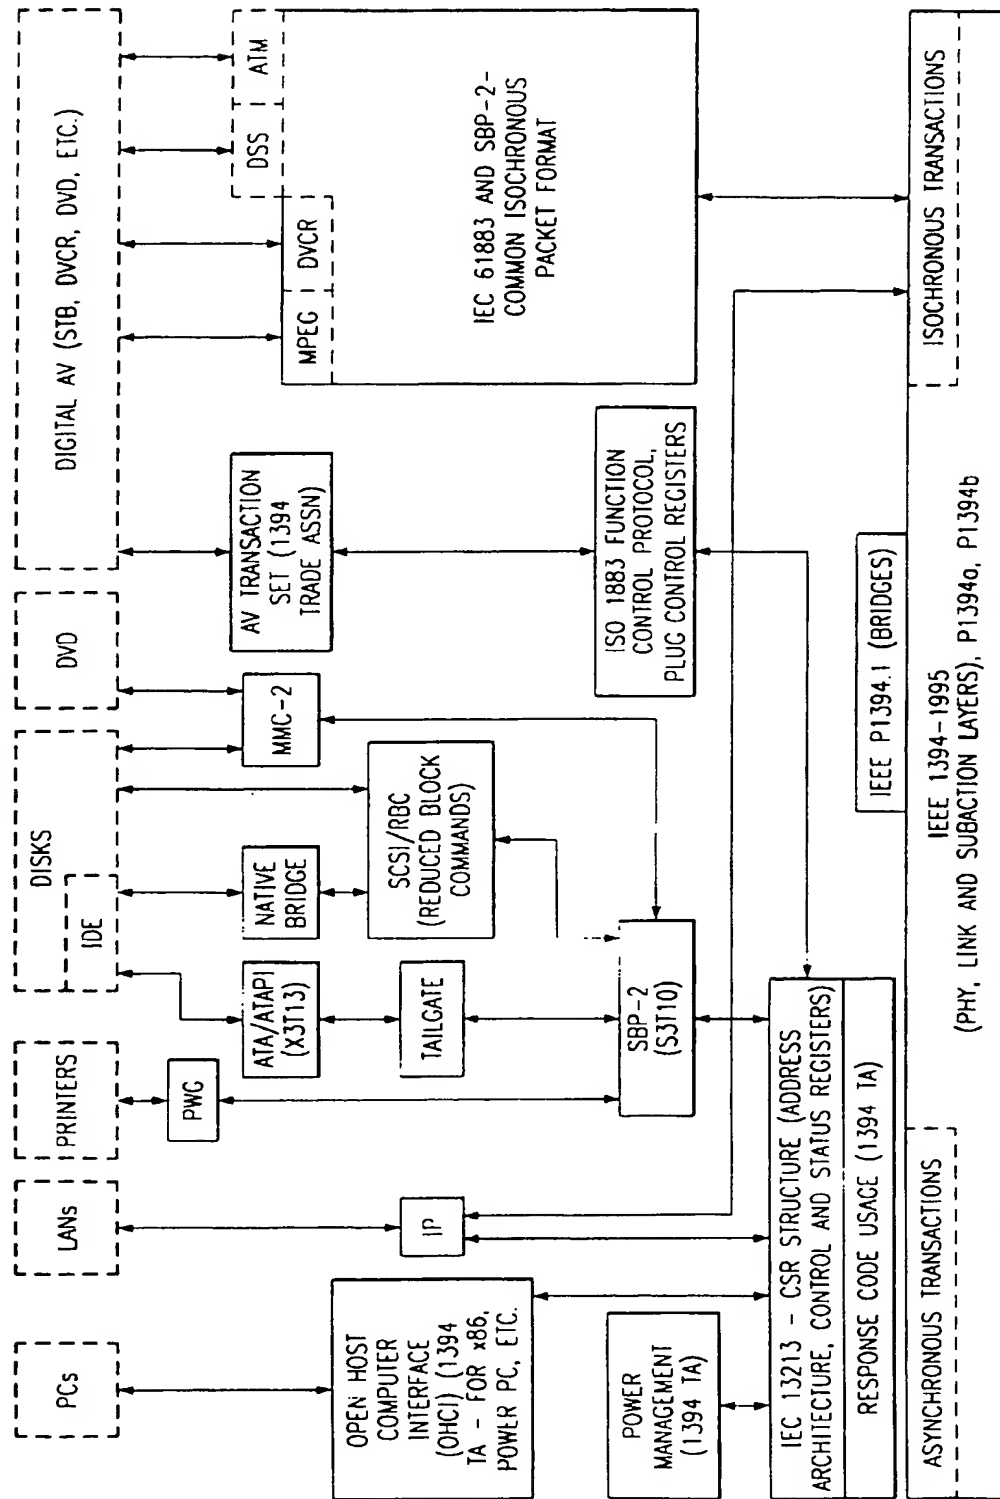 PCs
LANs
PRINTERS
DISKS
IDE
DVD
DIGITAL AV (STB, DVCR, DVD, ETC.)
PWG
ATA/ATAPI
(X3T13)
NATIVE
BRIDGE
MMC-2
AV TRANSACTION
SET (1394
TRADE ASSN)
MPEG
DVCR
DSS
ATM
OPEN HOST
COMPUTER
INTERFACE
(OHCI) (1394
TA - FOR x86,
POWER PC, ETC.
IP
TAILGATE
SCSI/RBC
(REDUCED BLOCK
COMMANDS)
IEC 61883 AND SBP-2-
COMMON ISOCHRONOUS
PACKET FORMAT
POWER
MANAGEMENT
(1394 TA)
SBP-2
(S3T10)
ISO 1883 FUNCTION
CONTROL PROTOCOL,
PLUG CONTROL REGISTERS
IEC 13213 - CSR STRUCTURE (ADDRESS
ARCHITECTURE, CONTROL AND STATUS REGISTERS)
RESPONSE CODE USAGE (1394 TA)
IEEE P1394.1 (BRIDGES)
ASYNCHRONOUS TRANSACTIONS
IEEE 1394-1995
(PHY, LINK AND SUBACTION LAYERS), P1394a, P1394b
ISOCHRONOUS TRANSACTIONS